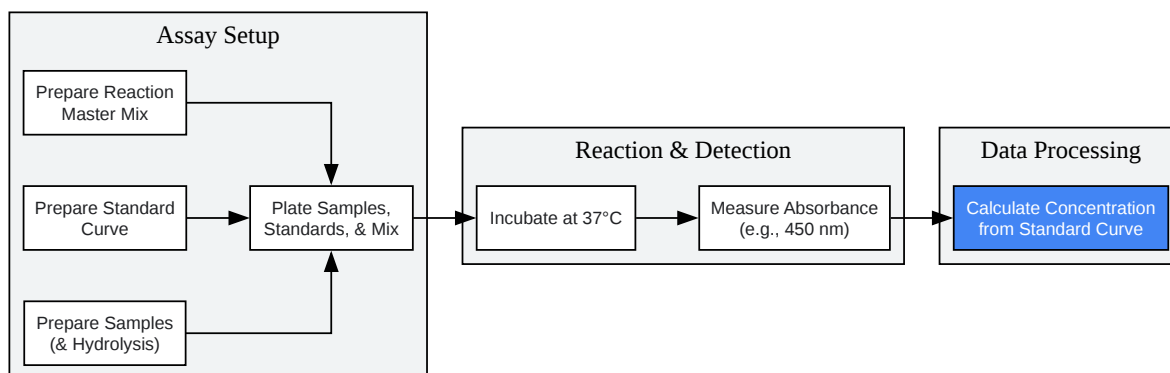 Assay Setup
Prepare Reaction
Master Mix
Prepare Standard
Curve
Prepare Samples
(& Hydrolysis)
Plate Samples,
Standards, & Mix
Reaction & Detection
Incubate at 37°C
Measure Absorbance
(e.g., 450 nm)
Data Processing
Calculate Concentration
from Standard Curve